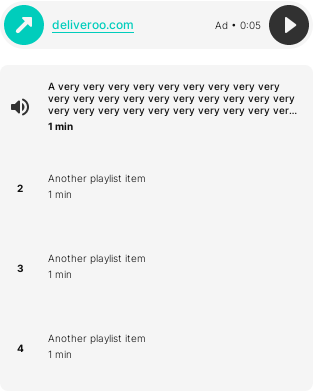 deliveroo.com
Ad • 0:05
A very very very very very very very very
very very very very very very very very very very
very very very very very very very very very ver...
1 min
2
Another playlist item
1 min
3
Another playlist item
1 min
4
Another playlist item
1 min